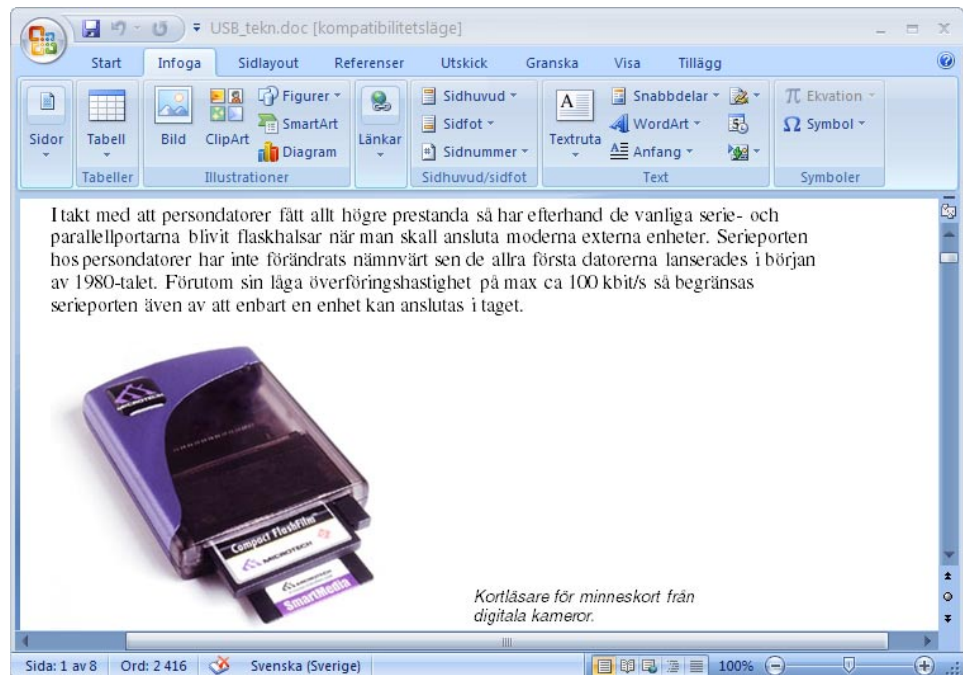 USB_tekn.doc [kompatibilitetsläge]
Start Infoga Sidlayout Referenser Utskick Granska Visa Tillägg
Sidor
Tabell
Tabeller
Bild
ClipArt
Figurer
SmartArt
Diagram
Illustrationer
Länkar
Sidhuvud
Sidfot
Sidnummer
Sidhuvud/sidfot
Textruta
Snabbdelar
WordArt
Anfang
Text
Ekvation
Symbol
Symboler
I takt med att persondatorer fått allt högre prestanda så har efterhand de vanliga serie- och
parallellportarna blivit flaskhalsar när man skall ansluta moderna externa enheter. Serieporten
hos persondatorer har inte förändrats nämnvärt sen de allra första datorerna lanserades i början
av 1980-talet. Förutom sin låga överföringshastighet på max ca 100 kbit/s så begränsas
serieporten även av att enbart en enhet kan anslutas i taget.
MICROTECH
Compact FlashFilm™
MICROTECH
SmartMedia
Kortläsare för minneskort från
digitala kameror.
Sida: 1 av 8 Ord: 2 416 Svenska (Sverige) 100%